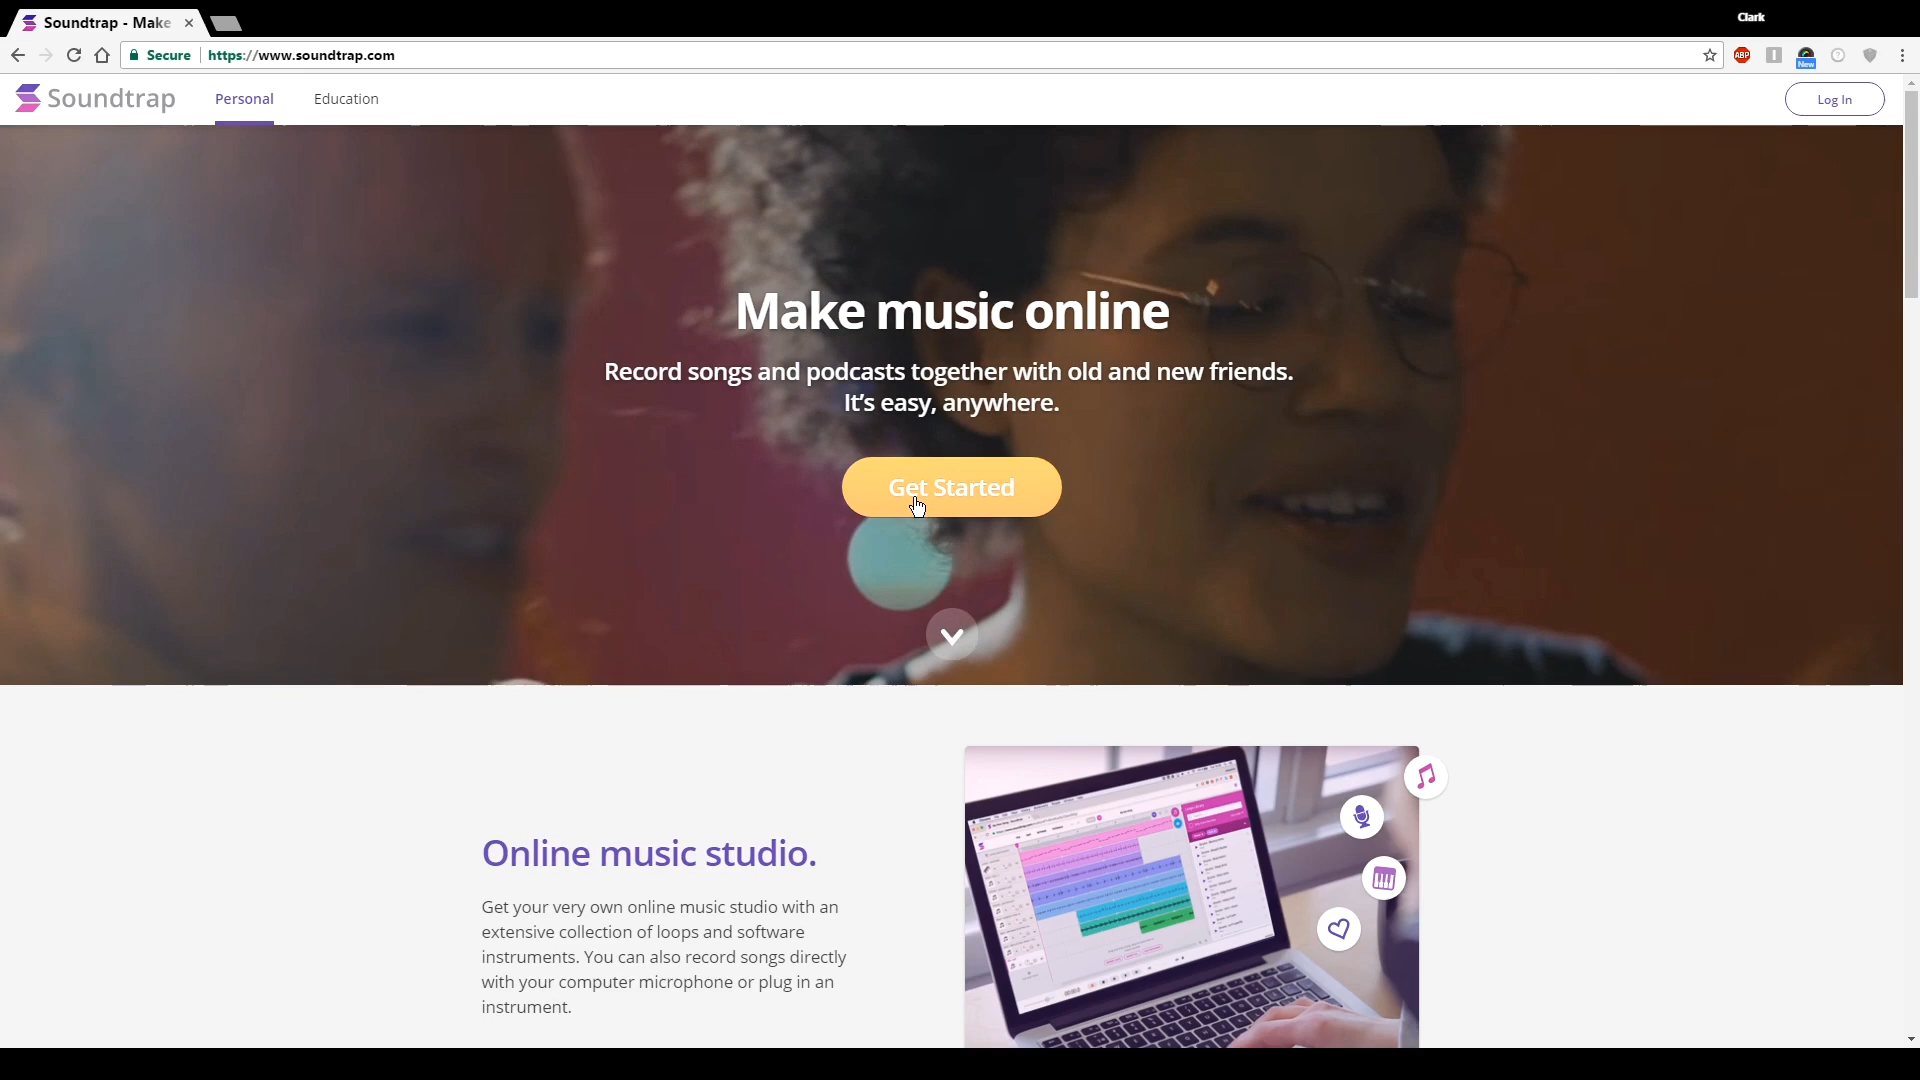 Soundtrap - Make
Clark
Secure
https://www.soundtrap.com
ABP
New
Soundtrap
Personal
Education
Log In
Make music online
Record songs and podcasts together with old and new friends.
It's easy, anywhere.
Get Started
Online music studio.
Get your very own online music studio with an
extensive collection of loops and software
instruments. You can also record songs directly
with your computer microphone or plug in an
instrument.